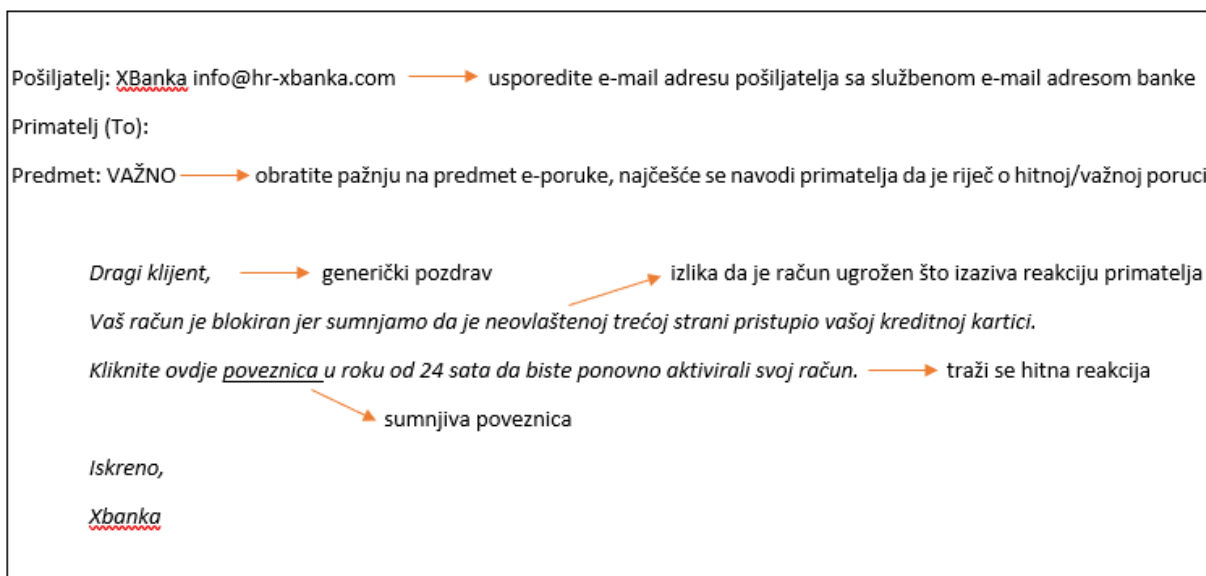 Pošiljatelj: XBanka info@hr-xbanka.com usporedite e-mail adresu pošiljatelja sa službenom e-mail adresom banke
Primatelj (To):
Predmet: VAŽNO obratite pažnju na predmet e-poruke, najčešće se navodi primatelja da je riječ o hitnoj/važnoj poruci
Dragi klijent, generički pozdrav izlika da je račun ugrožen što izaziva reakciju primatelja
Vaš račun je blokiran jer sumnjamo da je neovlaštenoj trećoj strani pristupio vašoj kreditnoj kartici.
Kliknite ovdje poveznica u roku od 24 sata da biste ponovno aktivirali svoj račun. traži se hitna reakcija
sumnjiva poveznica
Iskreno,
Xbanka